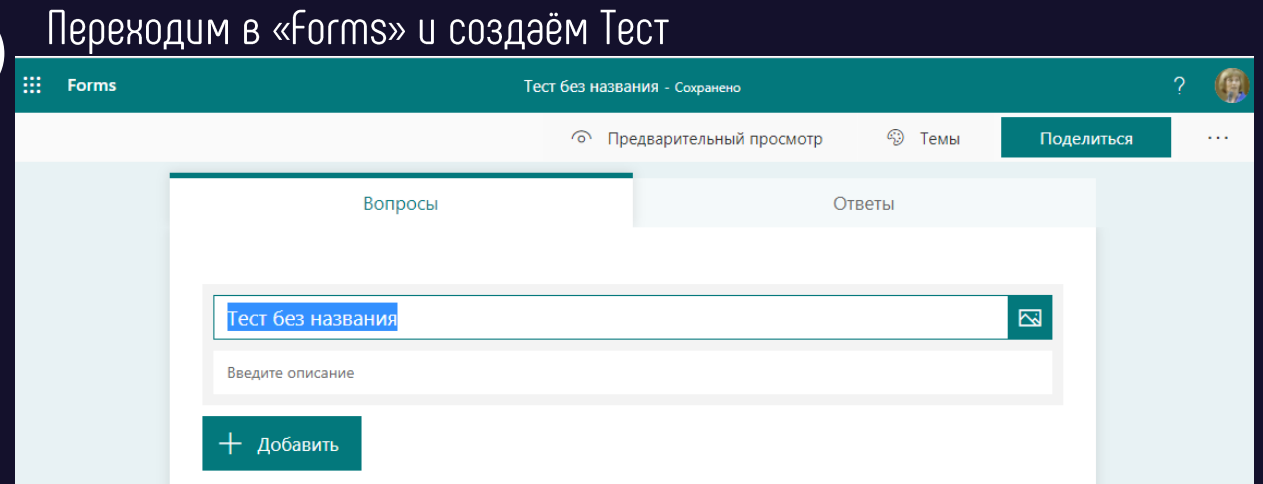 Переходим в «Forms» и создаём Тест
Forms Тест без названия - Сохранено ?
Предварительный просмотр Темы Поделиться ...
Вопросы Ответы
Тест без названия
Введите описание
+ Добавить